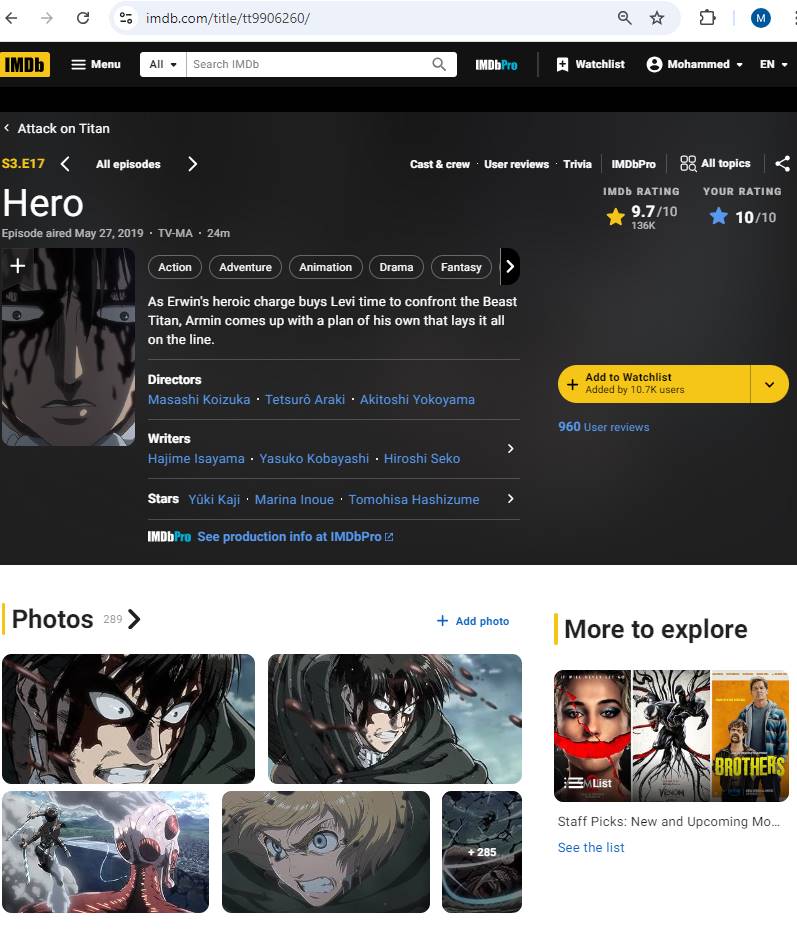 imdb.com/title/tt9906260/
M
IMDb Menu All Search IMDb IMDbPro Watchlist Mohammed EN
Attack on Titan
S3.E17 All episodes Cast & crew · User reviews · Trivia IMDbPro All topics
Hero
Episode aired May 27, 2019 · TV-MA · 24m
IMDb RATING
9.7/10
136K
YOUR RATING
10/10
Action Adventure Animation Drama Fantasy
As Erwin's heroic charge buys Levi time to confront the Beast
Titan, Armin comes up with a plan of his own that lays it all
on the line.
Directors
Masashi Koizuka · Tetsurô Araki · Akitoshi Yokoyama
Writers
Hajime Isayama · Yasuko Kobayashi · Hiroshi Seko
Stars Yûki Kaji · Marina Inoue · Tomohisa Hashizume
IMDbPro See production info at IMDbPro
+ Add to Watchlist
Added by 10.7K users
960 User reviews
Photos 289
+ Add photo
+ 285
More to explore
IT WILL NEVER LET GO
VENOM
BROTHERS
List
Staff Picks: New and Upcoming Mo...
See the list